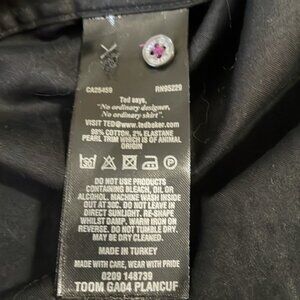 CA25459 RN95229
Ted says,
"No ordinary designer,
No ordinary shirt".
VISIT TED@WWW.tedbaker.com
98% COTTON, 2% ELASTANE
PEARL TRIM WHICH IS OF ANIMAL
ORIGIN
DO NOT USE PRODUCTS
CONTAINING BLEACH, OIL OR
ALCOHOL. MACHINE WASH INSIDE
OUT AT 30C. DO NOT LEAVE IN
DIRECT SUNLIGHT. RE-SHAPE
WHILST DAMP. WARM IRON ON
REVERSE. DO NOT TUMBLE DRY.
MAY BE DRY CLEANED.
MADE IN TURKEY
MADE WITH CARE, WEAR WITH PRIDE
0209 148739
TOOM GA04 PLANCUF